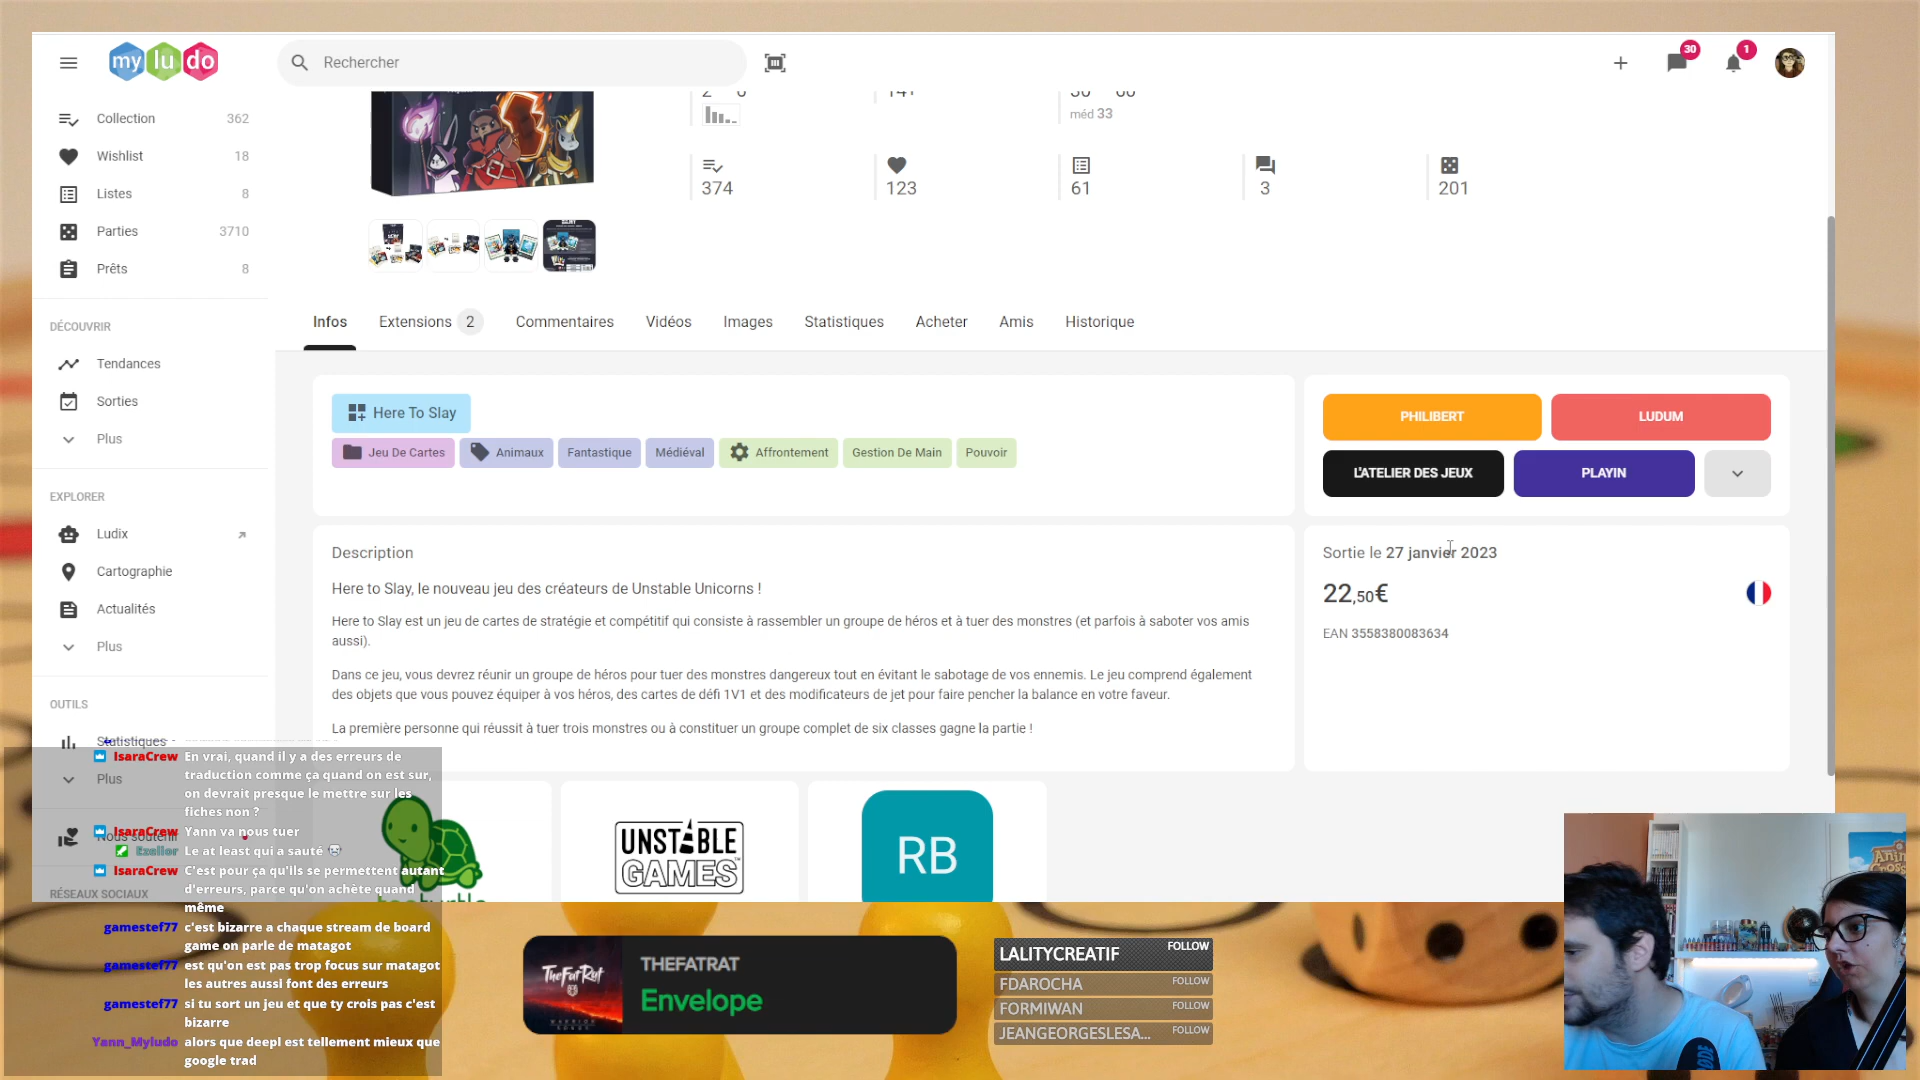 my lu do
Rechercher
30
1
Collection 362
Wishlist 18
Listes 8
Parties 3710
Prêts 8
méd 33
374
123
61
3
201
DÉCOUVRIR
Tendances
Sorties
Plus
EXPLORER
Ludix
Cartographie
Actualités
Plus
OUTILS
Statistiques
Plus
Nous soutenir
RÉSEAUX SOCIAUX
Infos
Extensions 2
Commentaires
Vidéos
Images
Statistiques
Acheter
Amis
Historique
Here To Slay
Jeu De Cartes
Animaux
Fantastique
Médiéval
Affrontement
Gestion De Main
Pouvoir
PHILIBERT
LUDUM
L'ATELIER DES JEUX
PLAYIN
Description
Here to Slay, le nouveau jeu des créateurs de Unstable Unicorns !
Here to Slay est un jeu de cartes de stratégie et compétitif qui consiste à rassembler un groupe de héros et à tuer des monstres (et parfois à saboter vos amis
aussi).
Dans ce jeu, vous devrez réunir un groupe de héros pour tuer des monstres dangereux tout en évitant le sabotage de vos ennemis. Le jeu comprend également
des objets que vous pouvez équiper à vos héros, des cartes de défi 1V1 et des modificateurs de jet pour faire pencher la balance en votre faveur.
La première personne qui réussit à tuer trois monstres ou à constituer un groupe complet de six classes gagne la partie !
Sortie le 27 janvier 2023
22,50€
EAN 3558380083634
UNSTABLE
GAMES
RB
IsaraCrew En vrai, quand il y a des erreurs de
traduction comme ça quand on est sur,
on devrait presque le mettre sur les
fiches non ?
IsaraCrew Yann va nous tuer
Exelior Le at least qui a sauté
IsaraCrew C'est pour ça qu'Ils se permettent autant
d'erreurs, parce qu'on achète quand
même
gamestef77 c'est bizarre a chaque stream de board
game on parle de matagot
gamestef77 est qu'on est pas trop focus sur matagot
les autres aussi font des erreurs
gamestef77 si tu sort un jeu et que ty crois pas c'est
bizarre
Yann_Myludo alors que deepl est tellement mieux que
google trad
TheFatRat
THEFATRAT
Envelope
LALITYCREATIF FOLLOW
FDAROCHA FOLLOW
FORMIWAN FOLLOW
JEANGEORGESLESA... FOLLOW